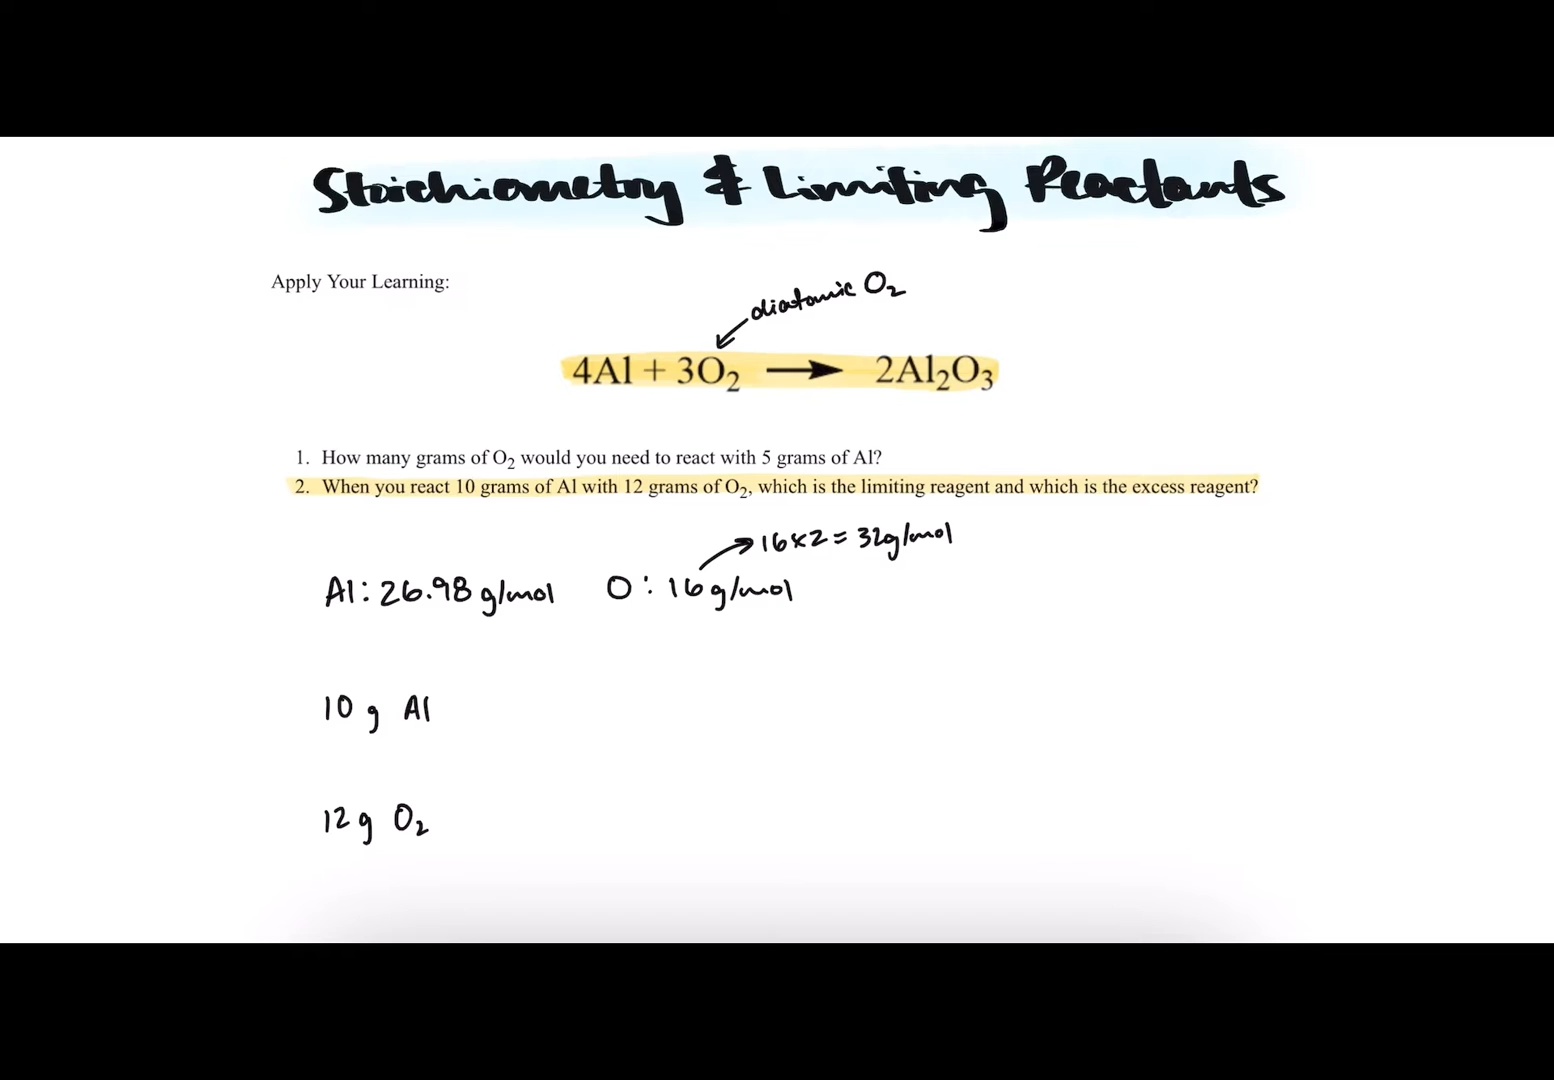 Stoichiometry & Limiting Reactants
Apply Your Learning:
diatomic O₂
4Al + 3O₂ ⟶ 2Al₂O₃
1. How many grams of O₂ would you need to react with 5 grams of Al?
2. When you react 10 grams of Al with 12 grams of O₂, which is the limiting reagent and which is the excess reagent?
16×2 = 32g/mol
Al: 26.98 g/mol O: 16 g/mol
10 g Al
12g O₂